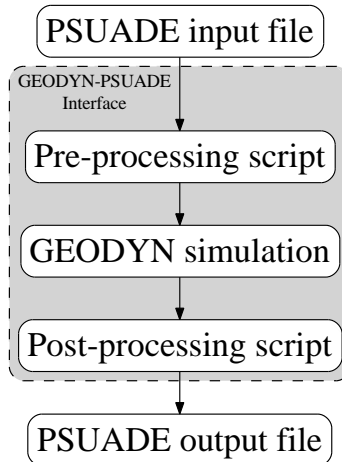 PSUADE input file
GEODYN-PSUADE
Interface
Pre-processing script
GEODYN simulation
Post-processing script
PSUADE output file